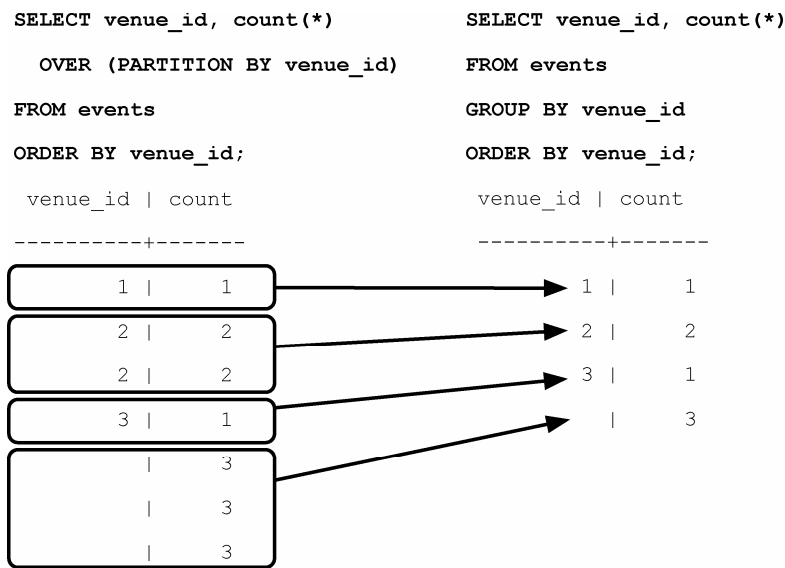 SELECT venue_id, count(*)
OVER (PARTITION BY venue_id)
FROM events
ORDER BY venue_id;
venue_id | count
----------+-------
1 | 1
2 | 2
2 | 2
3 | 1
| 3
| 3
| 3
SELECT venue_id, count(*)
FROM events
GROUP BY venue_id
ORDER BY venue_id;
venue_id | count
----------+-------
1 | 1
2 | 2
3 | 1
| 3